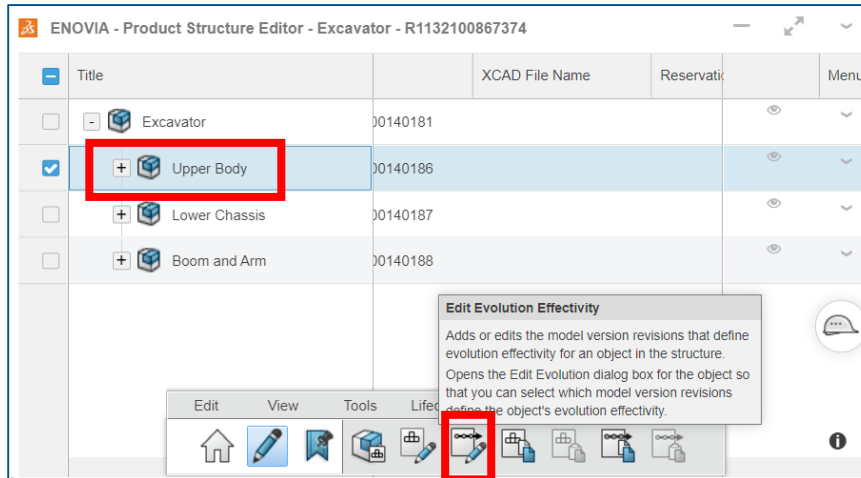 ENOVIA - Product Structure Editor - Excavator - R1132100867374
Title XCAD File Name Reservatio Menu
Excavator 00140181
Upper Body 00140186
Lower Chassis 00140187
Boom and Arm 00140188
Edit Evolution Effectivity
Adds or edits the model version revisions that define
evolution effectivity for an object in the structure.
Opens the Edit Evolution dialog box for the object so
that you can select which model version revisions
define the object's evolution effectivity.
Edit View Tools Lifec